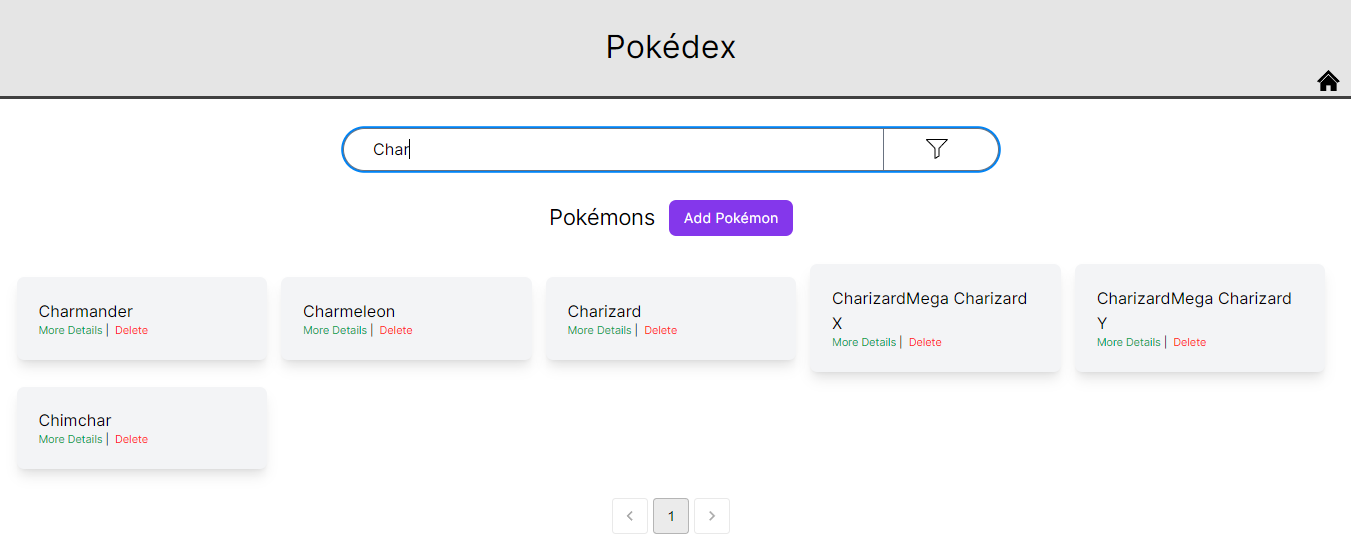 Pokédex
Char
Pokémons
Add Pokémon
Charmander
More Details | Delete
Charmeleon
More Details | Delete
Charizard
More Details | Delete
CharizardMega Charizard
X
More Details | Delete
CharizardMega Charizard
Y
More Details | Delete
Chimchar
More Details | Delete
1